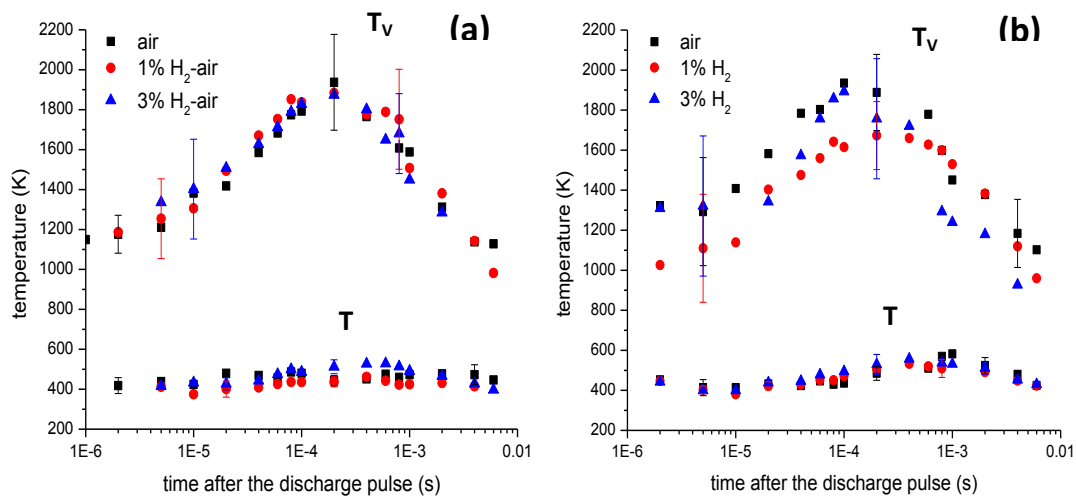 (a)
T_V
air
1% H₂-air
3% H₂-air
T
temperature (K)
2200
2000
1800
1600
1400
1200
1000
800
600
400
200
1E-6
1E-5
1E-4
1E-3
0.01
time after the discharge pulse (s)
(b)
T_V
air
1% H₂
3% H₂
T
temperature (K)
2200
2000
1800
1600
1400
1200
1000
800
600
400
200
1E-6
1E-5
1E-4
1E-3
0.01
time after the discharge pulse (s)